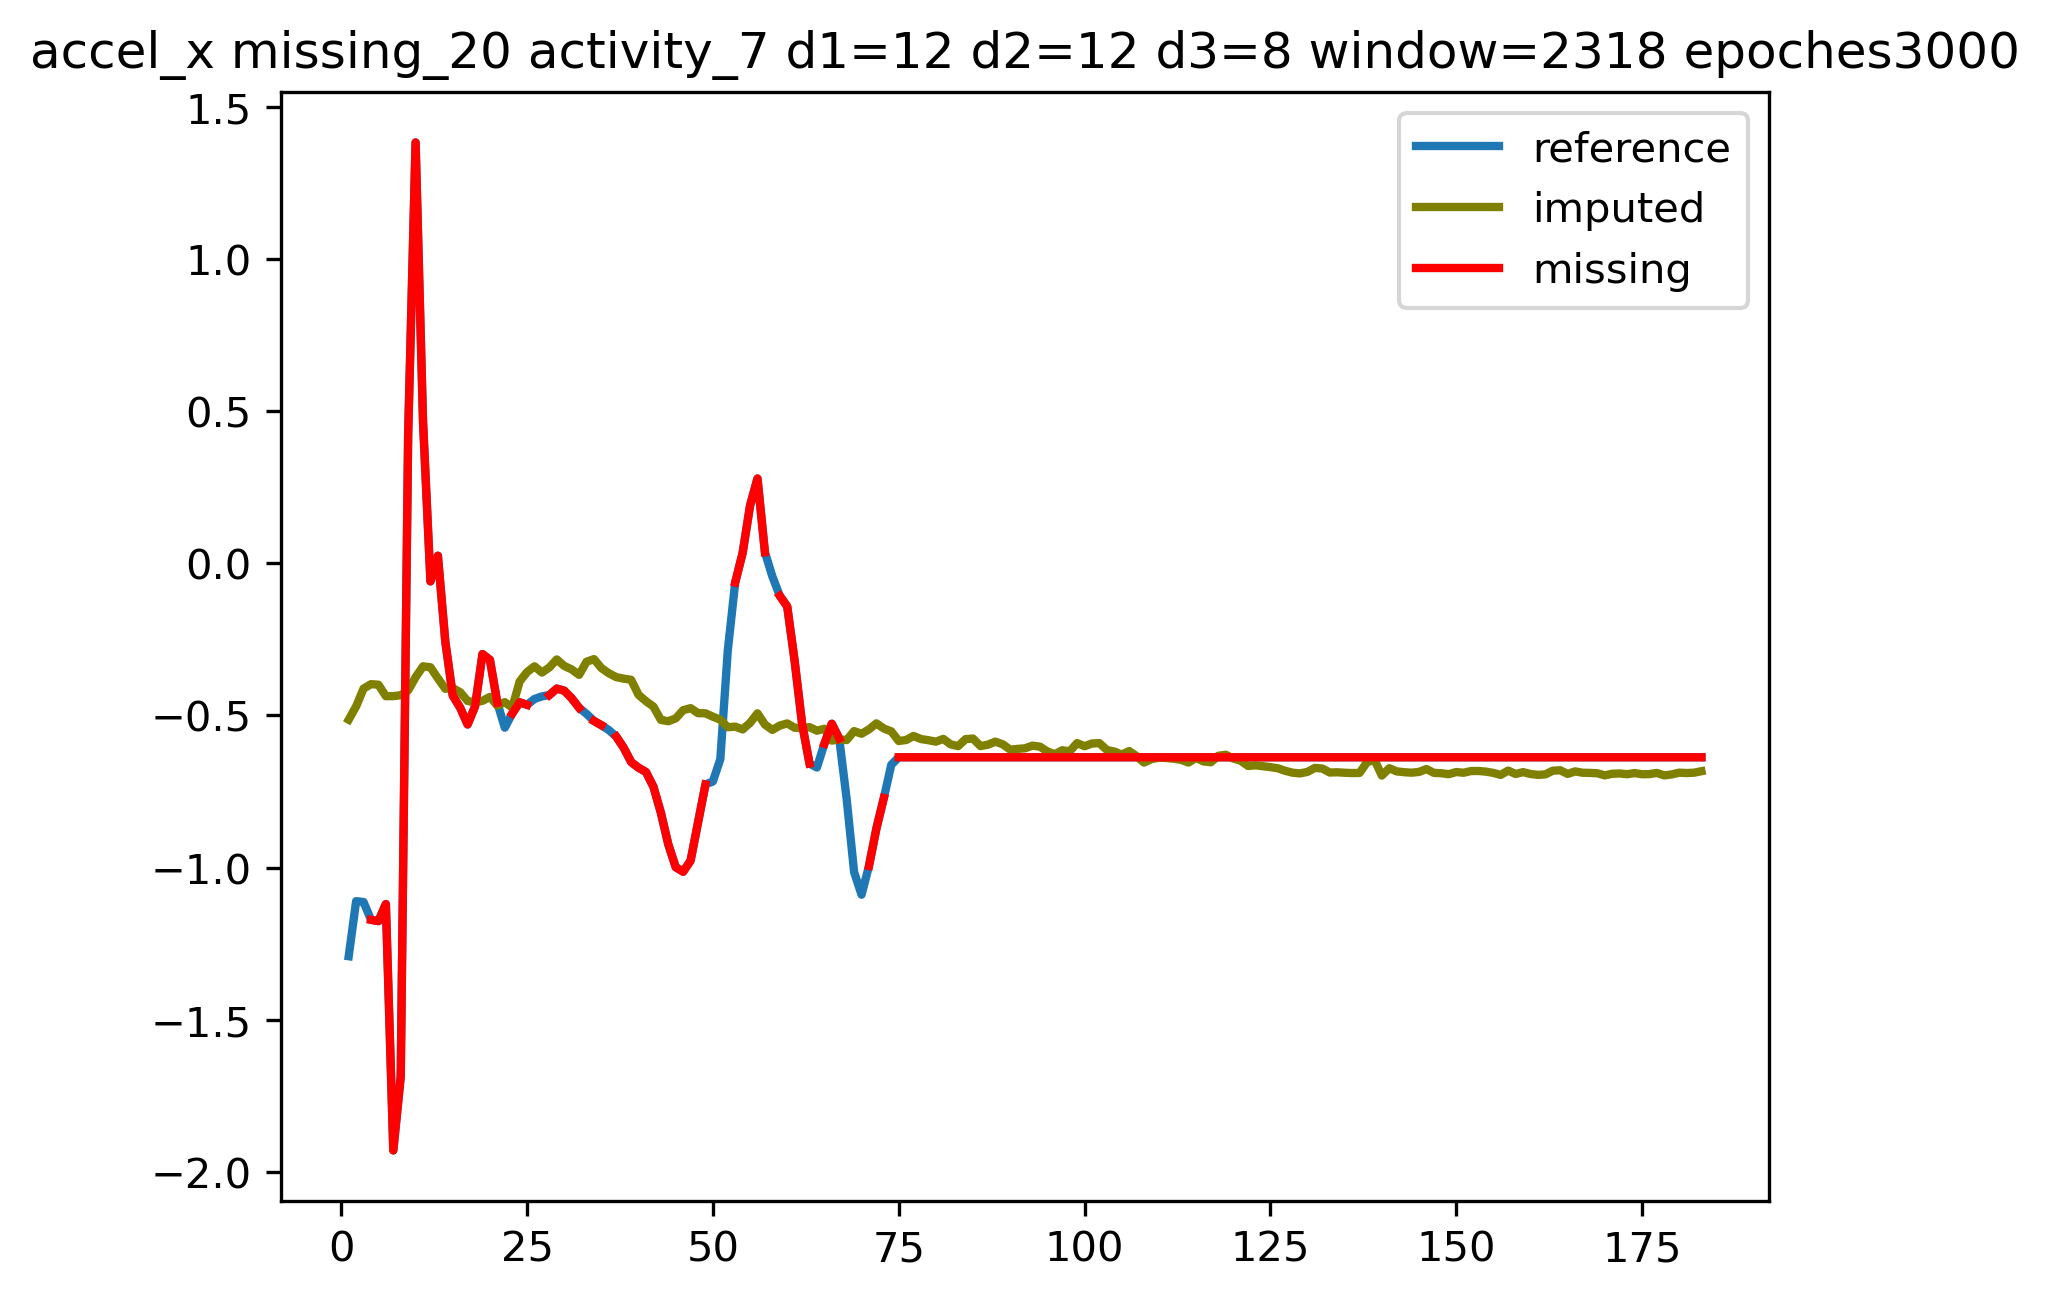 accel_x missing_20 activity_7 d1=12 d2=12 d3=8 window=2318 epoches3000
reference
imputed
missing
1.5
1.0
0.5
0.0
−0.5
−1.0
−1.5
−2.0
0 25 50 75 100 125 150 175